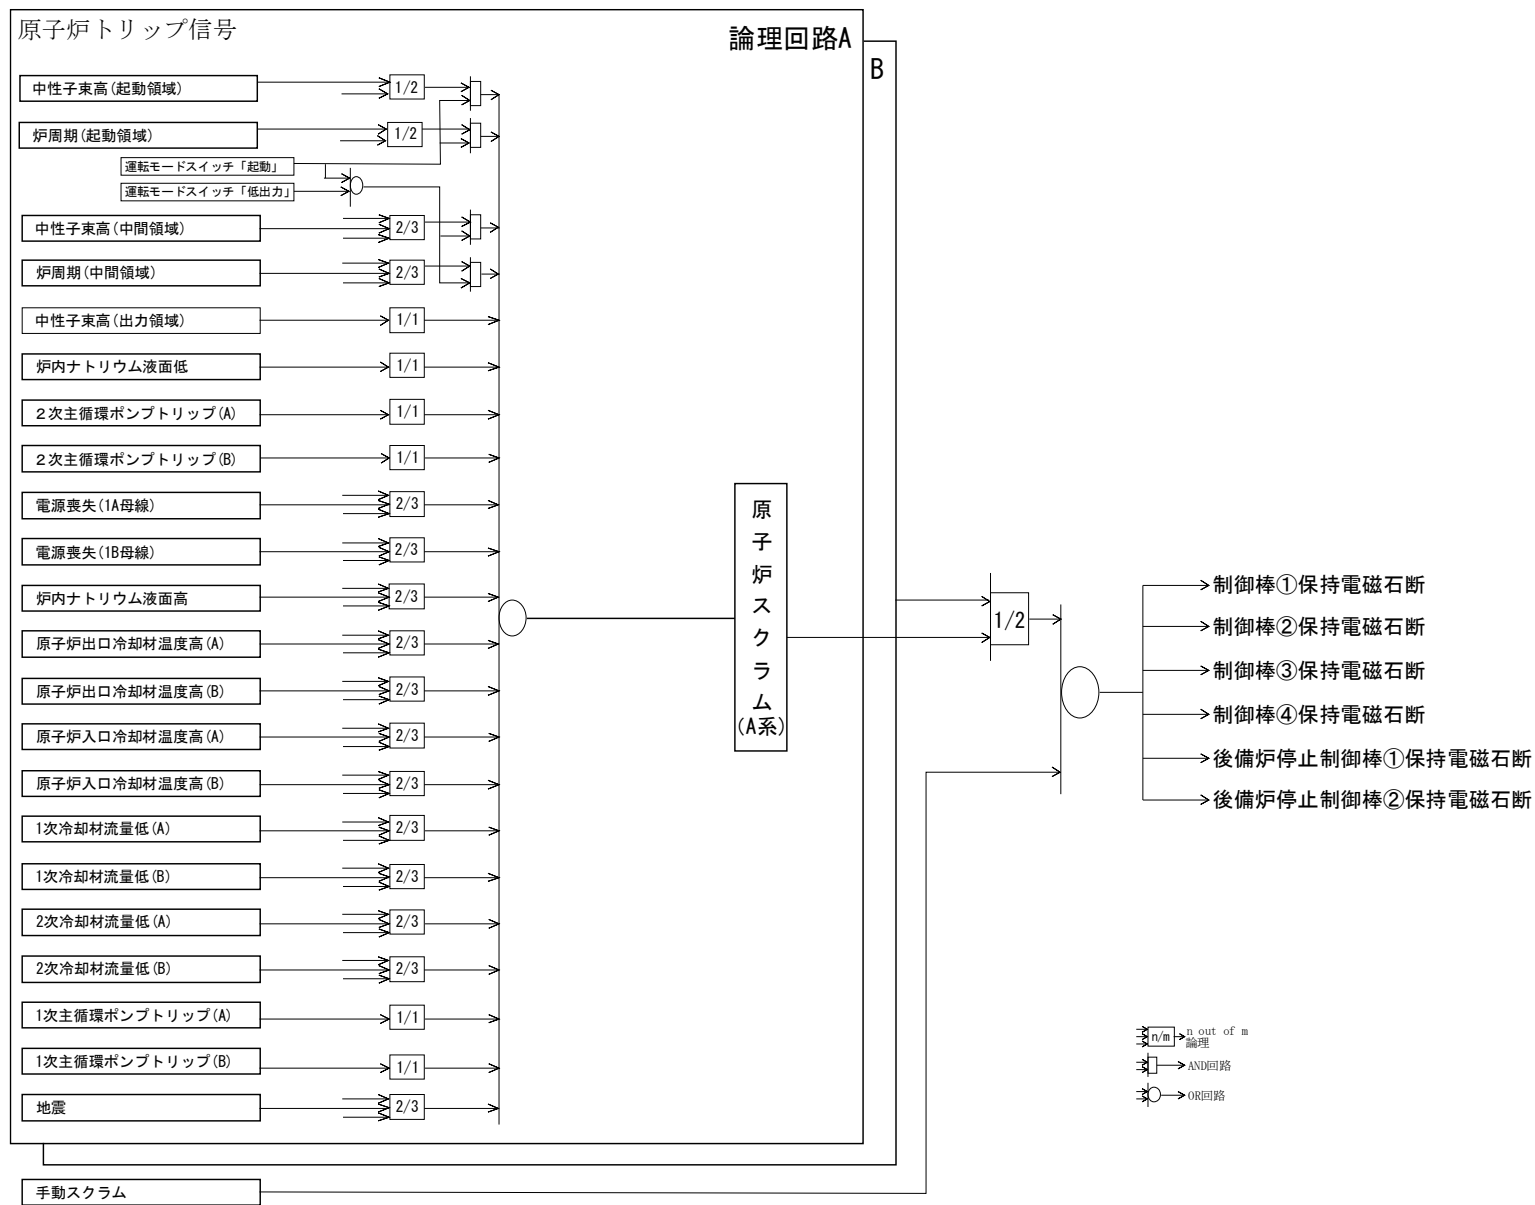 原子炉トリップ信号
論理回路A
B
中性子束高(起動領域)
1/2
炉周期(起動領域)
1/2
運転モードスイッチ「起動」
運転モードスイッチ「低出力」
中性子束高(中間領域)
2/3
炉周期(中間領域)
2/3
中性子束高(出力領域)
1/1
炉内ナトリウム液面低
1/1
２次主循環ポンプトリップ(A)
1/1
２次主循環ポンプトリップ(B)
1/1
電源喪失(1A母線)
2/3
電源喪失(1B母線)
2/3
炉内ナトリウム液面高
2/3
原子炉出口冷却材温度高(A)
2/3
原子炉出口冷却材温度高(B)
2/3
原子炉入口冷却材温度高(A)
2/3
原子炉入口冷却材温度高(B)
2/3
1次冷却材流量低(A)
2/3
1次冷却材流量低(B)
2/3
2次冷却材流量低(A)
2/3
2次冷却材流量低(B)
2/3
1次主循環ポンプトリップ(A)
1/1
1次主循環ポンプトリップ(B)
1/1
地震
2/3
手動スクラム
原子炉スクラム
(A系)
1/2
制御棒①保持電磁石断
制御棒②保持電磁石断
制御棒③保持電磁石断
制御棒④保持電磁石断
後備炉停止制御棒①保持電磁石断
後備炉停止制御棒②保持電磁石断
n/m
n out of m
論理
AND回路
OR回路